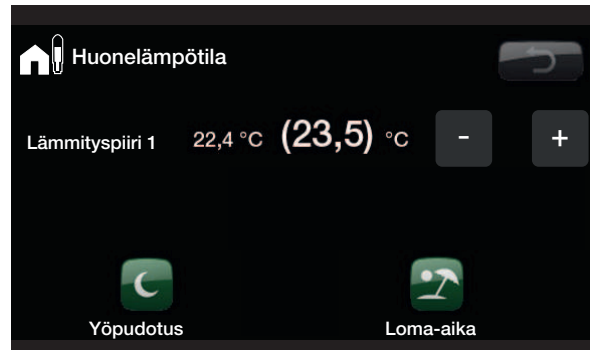 Huonelämpötila
Lämmityspiiri 1 22,4 °C (23,5) °C - +
Yöpudotus Loma-aika